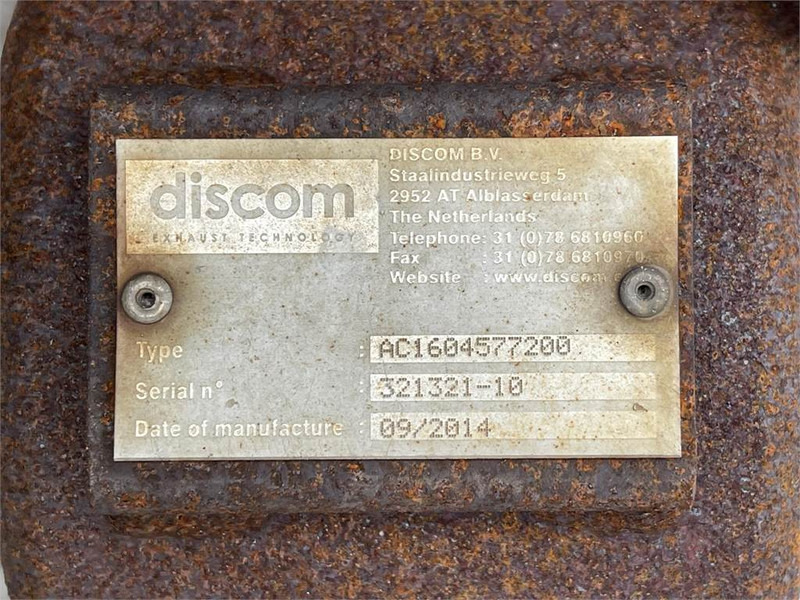 discom
EXHAUST TECHNOLOGY
DISCOM B.V.
Staalindustrieweg 5
2952 AT Alblasserdam
The Netherlands
Telephone : 31 (0)78 6810960
Fax : 31 (0)78 6810970
Website : www.discom
Type : AC1604577200
Serial n° : 321321-10
Date of manufacture : 09/2014